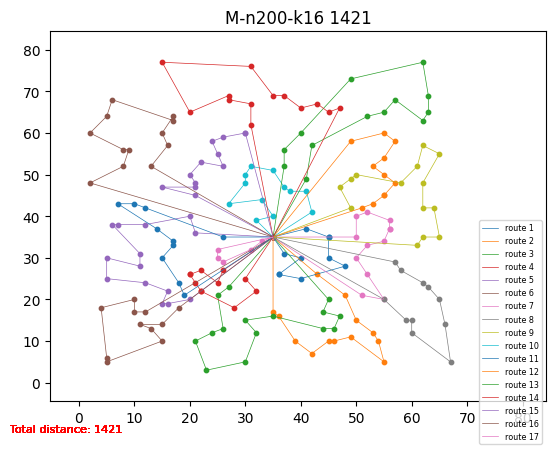 M-n200-k16 1421
80
70
60
50
40
30
20
10
0
0 10 20 30 40 50 60 70 80
route 1
route 2
route 3
route 4
route 5
route 6
route 7
route 8
route 9
route 10
route 11
route 12
route 13
route 14
route 15
route 16
route 17
Total distance: 1421